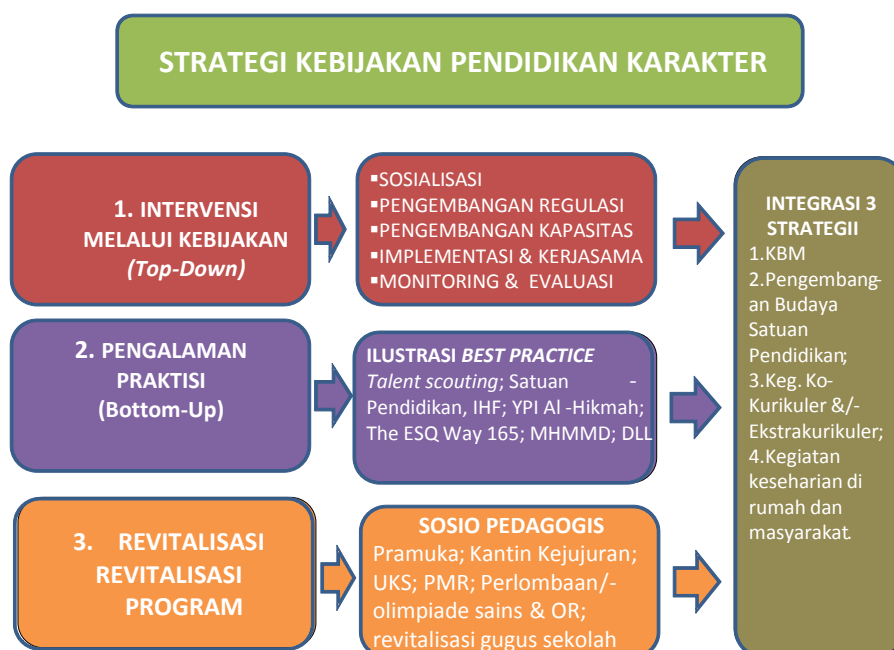 STRATEGI KEBIJAKAN PENDIDIKAN KARAKTER
1. INTERVENSI
MELALUI KEBIJAKAN
(Top-Down)
▪SOSIALISASI
▪PENGEMBANGAN REGULASI
▪PENGEMBANGAN KAPASITAS
▪IMPLEMENTASI & KERJASAMA
▪MONITORING & EVALUASI
2. PENGALAMAN
PRAKTISI
(Bottom-Up)
ILUSTRASI BEST PRACTICE
Talent scouting; Satuan -
Pendidikan, IHF; YPI Al -Hikmah;
The ESQ Way 165; MHMMD; DLL
3. REVITALISASI
REVITALISASI
PROGRAM
SOSIO PEDAGOGIS
Pramuka; Kantin Kejujuran;
UKS; PMR; Perlombaan/-
olimpiade sains & OR;
revitalisasi gugus sekolah
INTEGRASI 3
STRATEGII
1.KBM
2.Pengembang-
an Budaya
Satuan
Pendidikan;
3.Keg. Ko-
Kurikuler &/-
Ekstrakurikuler;
4.Kegiatan
keseharian di
rumah dan
masyarakat.